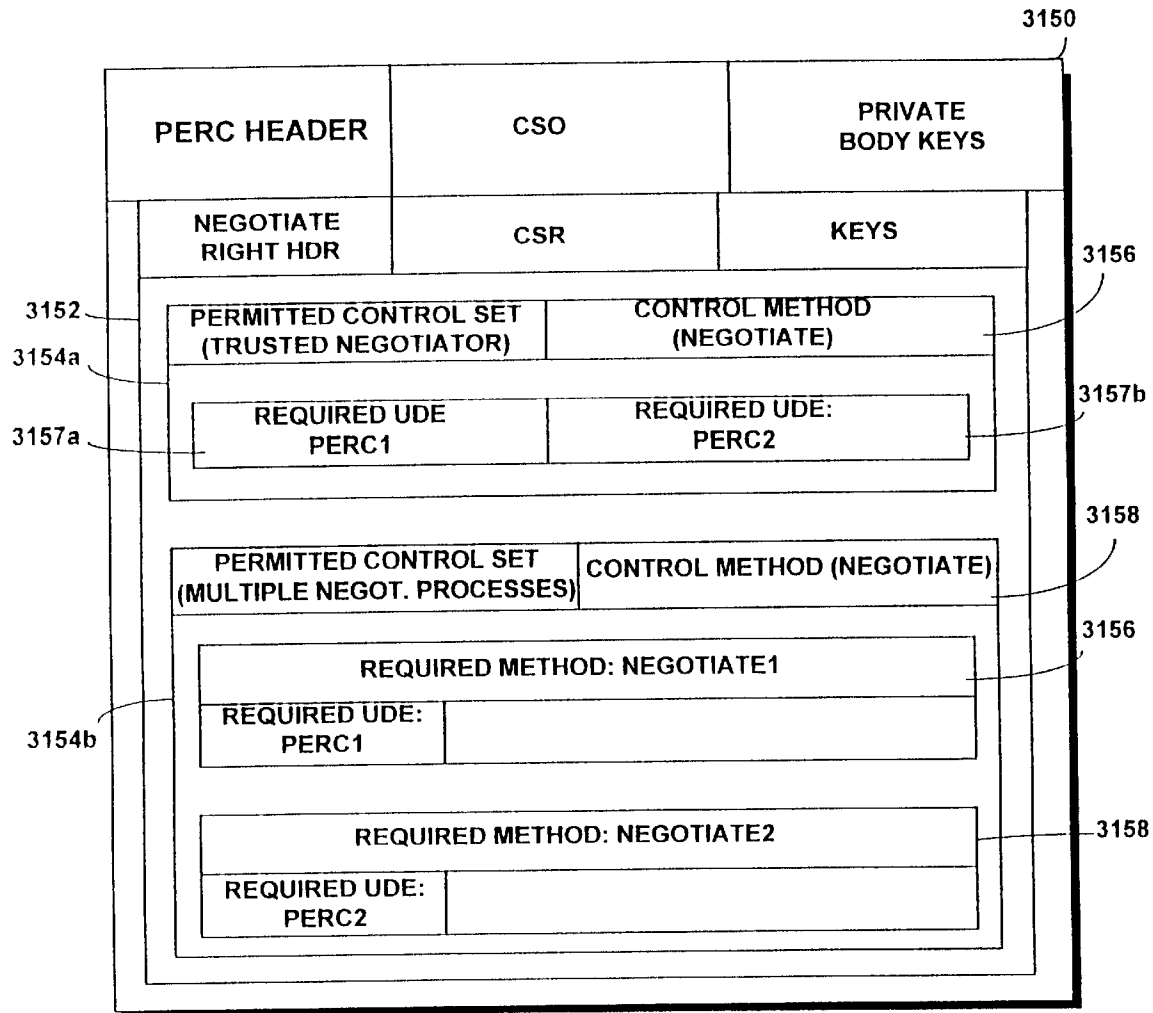 3150
PERC HEADER
CSO
PRIVATE
BODY KEYS
NEGOTIATE
RIGHT HDR
CSR
KEYS
3156
3152
PERMITTED CONTROL SET
(TRUSTED NEGOTIATOR)
CONTROL METHOD
(NEGOTIATE)
3154a
REQUIRED UDE
PERC1
REQUIRED UDE:
PERC2
3157b
3157a
3158
PERMITTED CONTROL SET
(MULTIPLE NEGOT. PROCESSES)
CONTROL METHOD (NEGOTIATE)
3156
REQUIRED METHOD: NEGOTIATE1
REQUIRED UDE:
PERC1
3154b
REQUIRED METHOD: NEGOTIATE2
3158
REQUIRED UDE:
PERC2